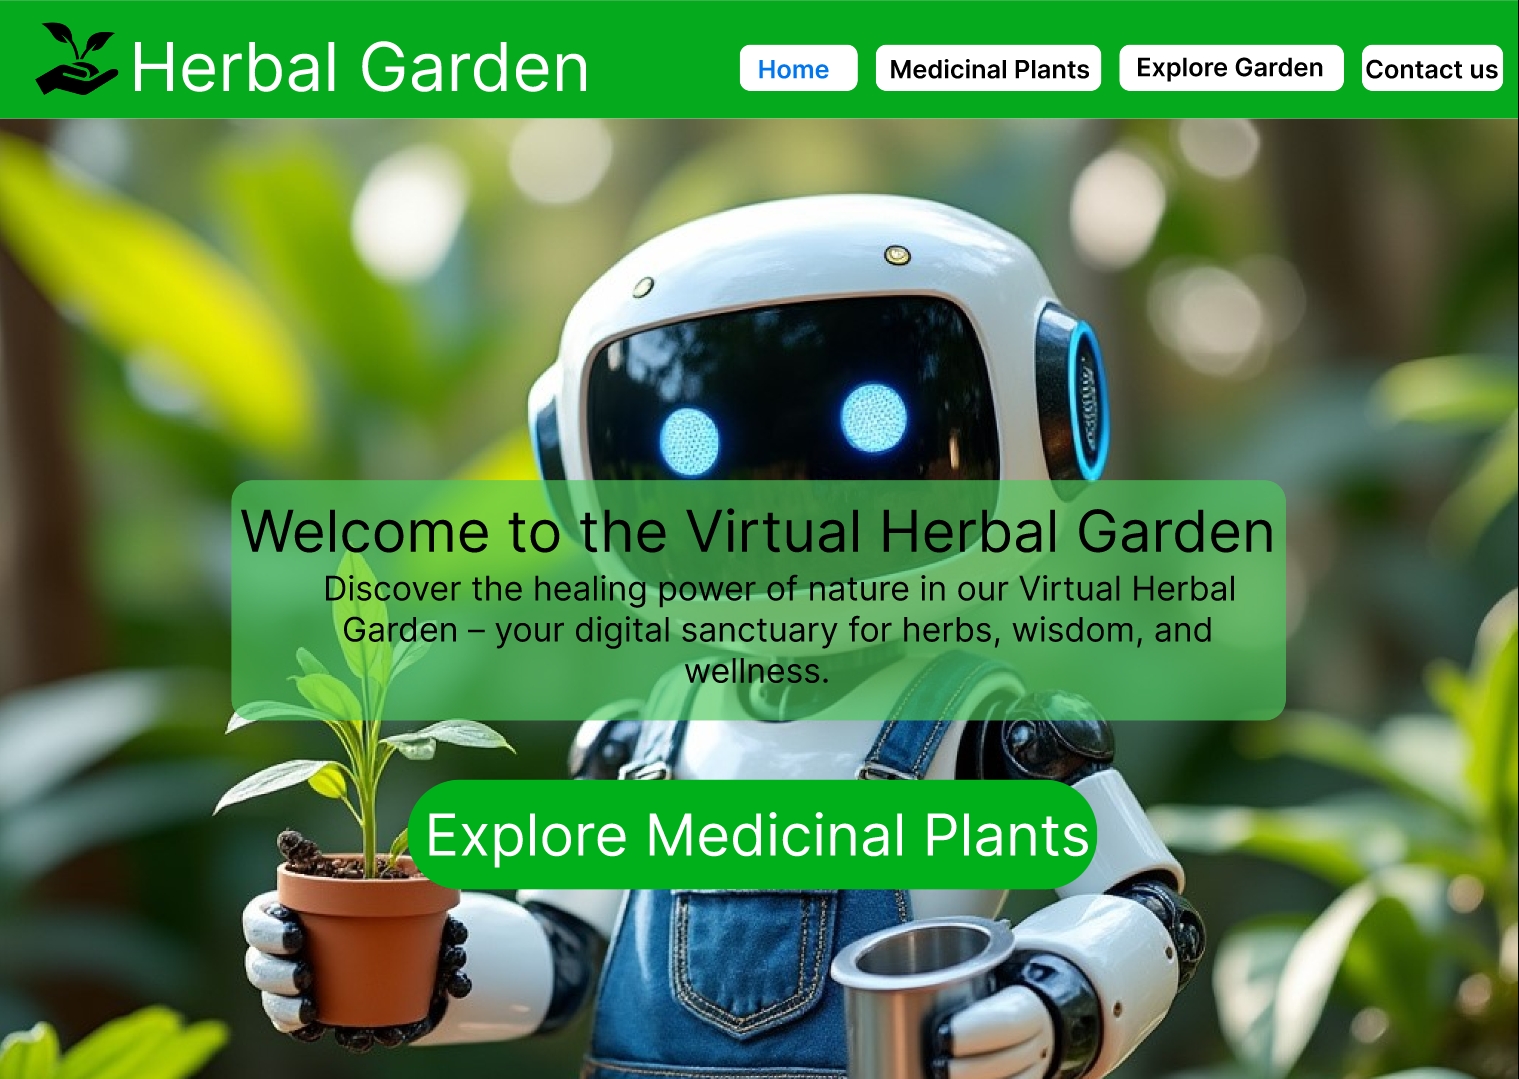 Herbal Garden
Home
Medicinal Plants
Explore Garden
Contact us
Welcome to the Virtual Herbal Garden
Discover the healing power of nature in our Virtual Herbal
Garden – your digital sanctuary for herbs, wisdom, and
wellness.
Explore Medicinal Plants